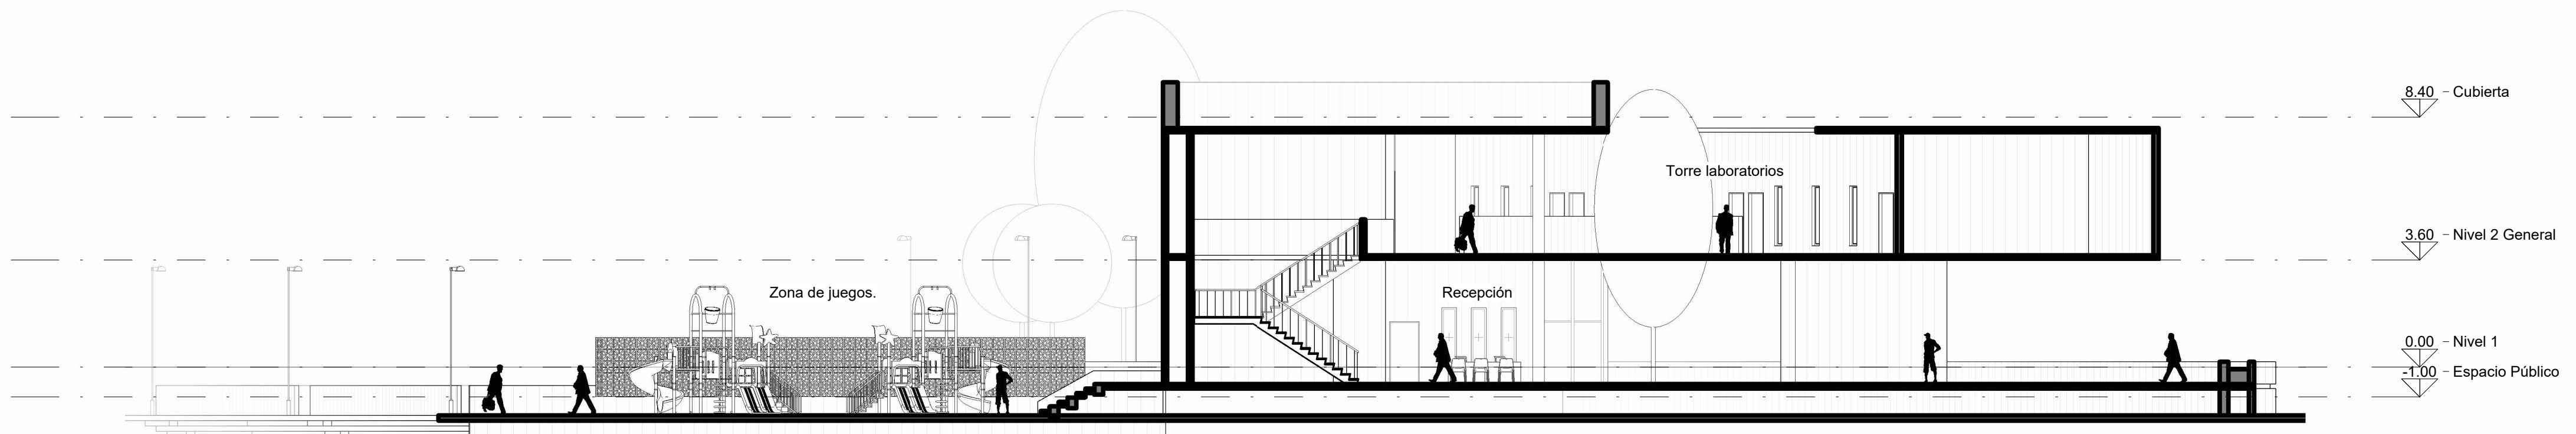 8.40 Cubierta
Torre laboratorios
3.60 Nivel 2 General
Zona de juegos.
Recepción
0.00 Nivel 1
-1.00 Espacio Público